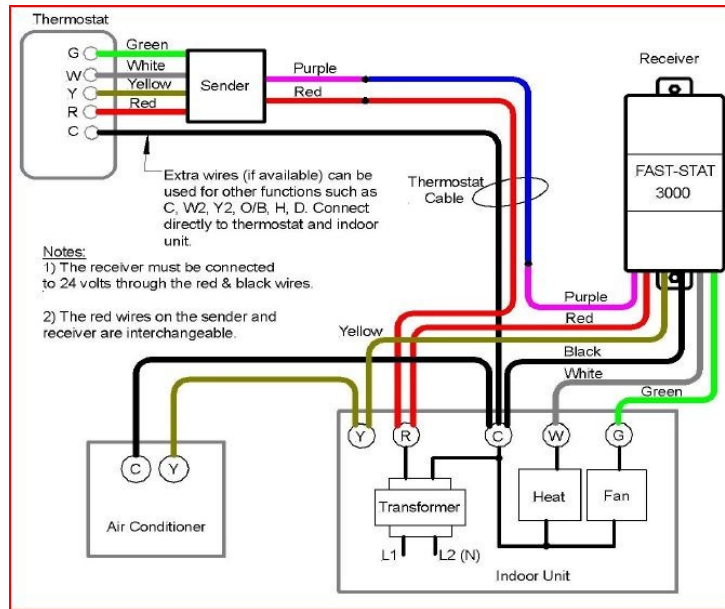 Thermostat
G
Green
W
White
Y
Yellow
R
Red
C
Sender
Purple
Red
Receiver
FAST-STAT
3000
Extra wires (if available) can be
used for other functions such as
C, W2, Y2, O/B, H, D. Connect
directly to thermostat and indoor
unit.
Thermostat
Cable
Notes:
1) The receiver must be connected
to 24 volts through the red & black wires.
2) The red wires on the sender and
receiver are interchangeable.
Purple
Red
Yellow
Black
White
Green
Y
R
C
W
G
C
Y
Air Conditioner
Transformer
Heat
Fan
L1
L2 (N)
Indoor Unit